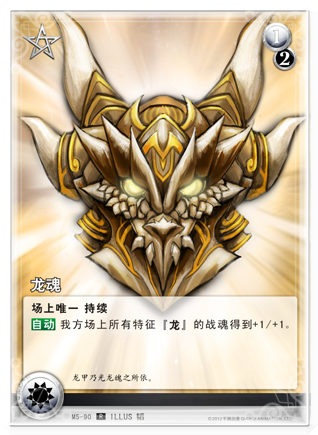 1
2
龙魂
场上唯一 持续
自动 我方场上所有特征『龙』的战魂得到+1/+1。
龙甲乃光龙魂之所依。
M5-90 ILLUS 韬